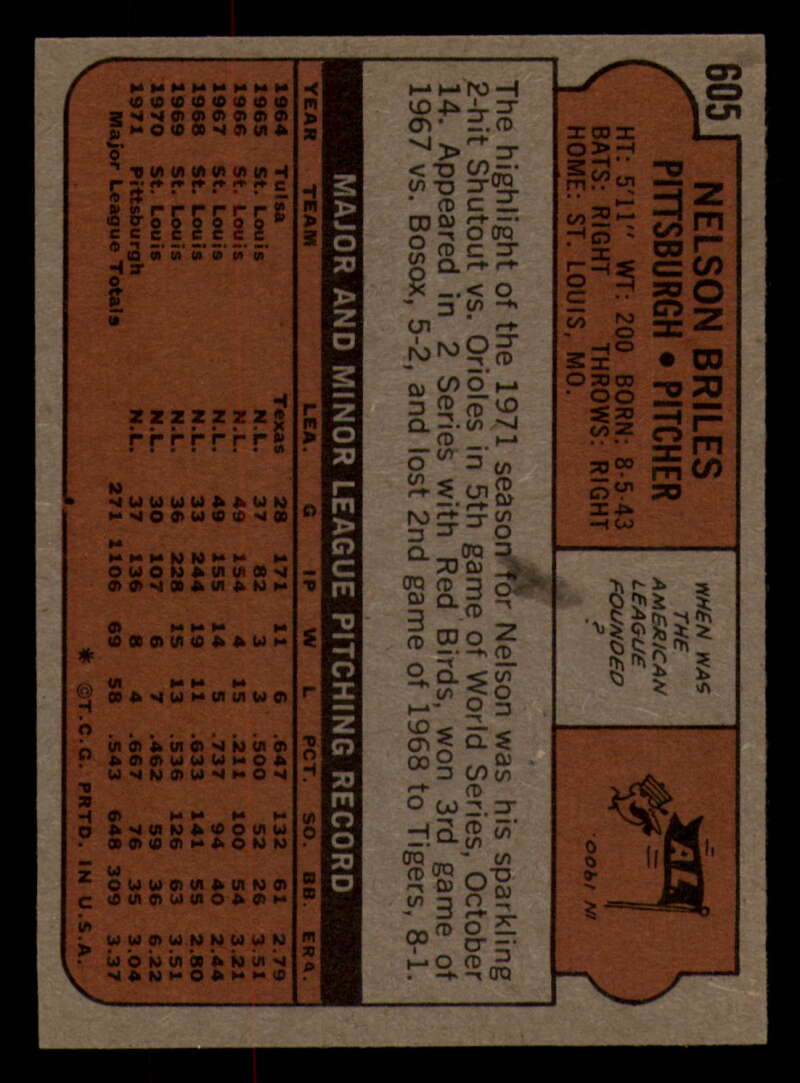 605
NELSON BRILES
PITTSBURGH • PITCHER
HT: 5'11" WT: 200 BORN: 8-5-43
BATS: RIGHT THROWS: RIGHT
HOME: ST. LOUIS, MO.
WHEN WAS
THE
AMERICAN
LEAGUE
FOUNDED
?
A.L.
IN 1900.
The highlight of the 1971 season for Nelson was his sparkling
2-hit Shutout vs. Orioles in 5th game of World Series, October
14. Appeared in 2 Series with Red Birds, won 3rd game of
1967 vs. Bosox, 5-2, and lost 2nd game of 1968 to Tigers, 8-1.
MAJOR AND MINOR LEAGUE PITCHING RECORD
YEAR TEAM LEA. G IP W L PCT. SO. BB. ERA.
1964 Tulsa Texas 28 171 11 6 .647 132 61 2.79
1965 St. Louis N.L. 37 82 3 3 .500 52 26 3.51
1966 St. Louis N.L. 49 154 4 15 .211 100 54 3.21
1967 St. Louis N.L. 49 155 14 5 .737 94 40 2.44
1968 St. Louis N.L. 33 244 19 11 .633 141 55 2.80
1969 St. Louis N.L. 36 228 15 13 .536 126 63 3.51
1970 St. Louis N.L. 30 107 6 7 .462 59 36 6.22
1971 Pittsburgh N.L. 37 136 8 4 .667 76 35 3.04
Major League Totals 271 1106 69 58 .543 648 309 3.37
* ©T.C.G. PRTD. IN U.S.A.